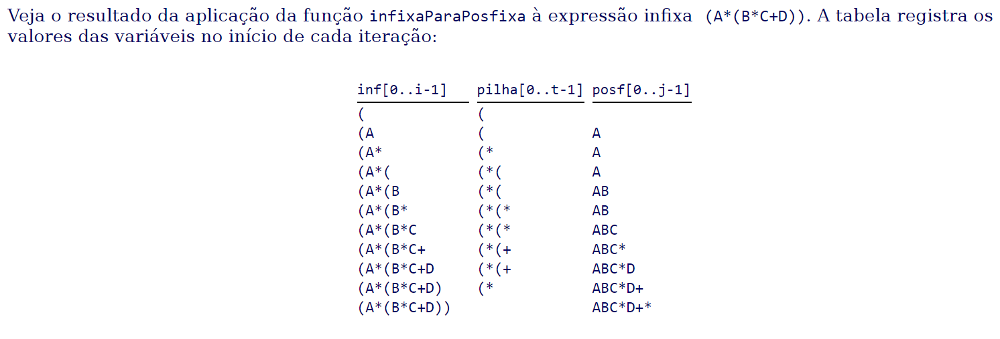 Veja o resultado da aplicação da função infixaParaPosfixa à expressão infixa (A*(B*C+D)). A tabela registra os
valores das variáveis no início de cada iteração:
inf[0..i-1] pilha[0..t-1] posf[0..j-1]
( (
(A ( A
(A* (* A
(A*( (*( A
(A*(B (*( AB
(A*(B* (*(* AB
(A*(B*C (*(* ABC
(A*(B*C+ (*(+ ABC*
(A*(B*C+D (*(+ ABC*D
(A*(B*C+D) (* ABC*D+
(A*(B*C+D)) ABC*D+*